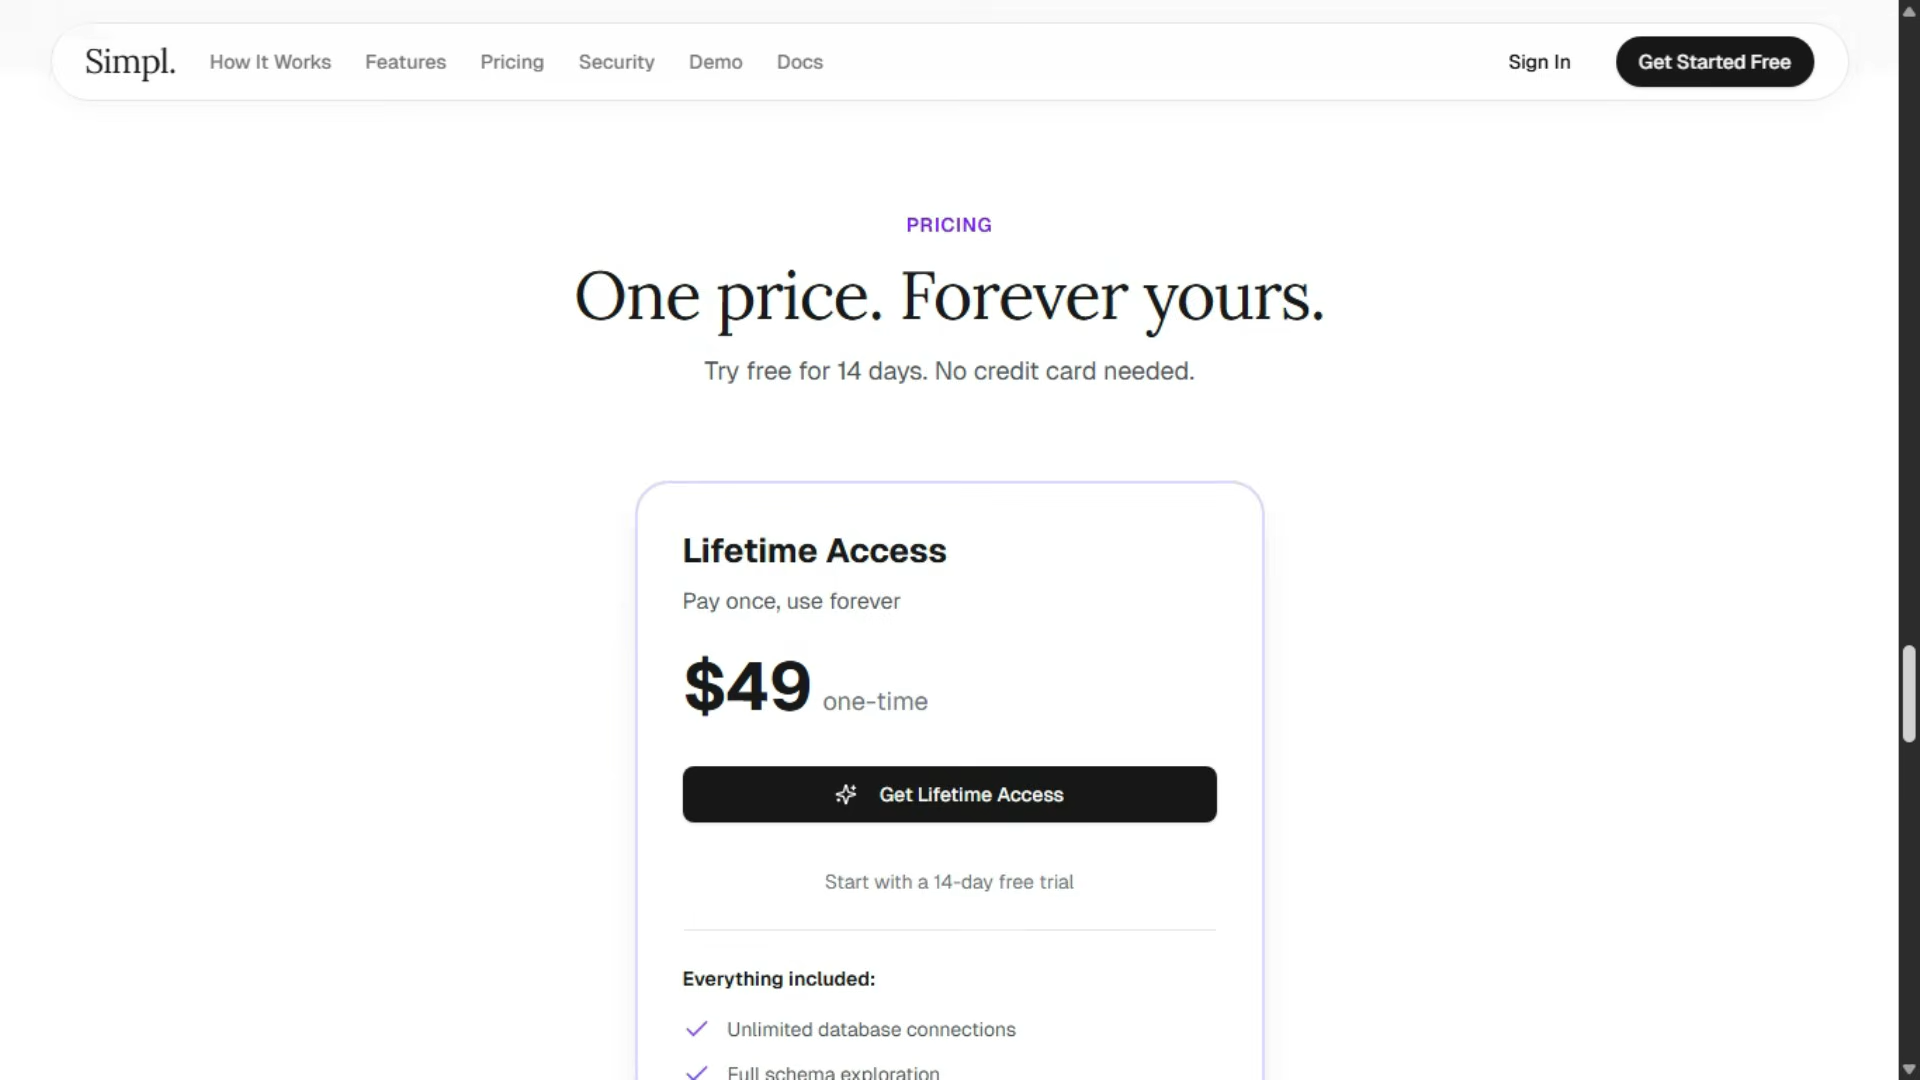 Simpl. How It Works Features Pricing Security Demo Docs Sign In Get Started Free
PRICING
One price. Forever yours.
Try free for 14 days. No credit card needed.
Lifetime Access
Pay once, use forever
$49 one-time
Get Lifetime Access
Start with a 14-day free trial
Everything included:
Unlimited database connections
Full schema exploration